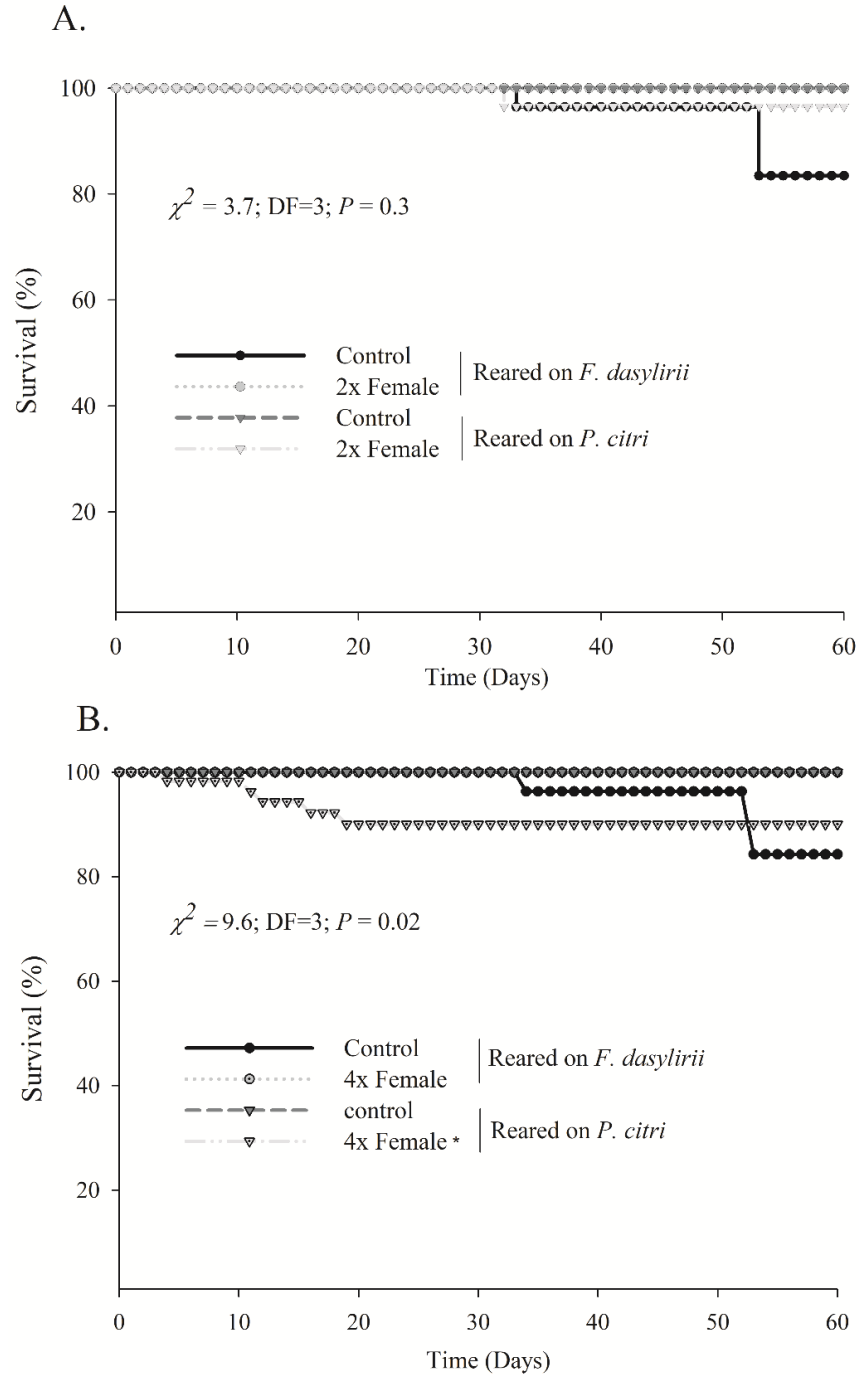 A.
100
80
60
40
20
Survival (%)
χ2 = 3.7; DF=3; P = 0.3
Control
2x Female
Reared on F. dasylirii
Control
2x Female
Reared on P. citri
0 10 20 30 40 50 60
Time (Days)
B.
100
80
60
40
20
Survival (%)
χ2 = 9.6; DF=3; P = 0.02
Control
4x Female
Reared on F. dasylirii
control
4x Female *
Reared on P. citri
0 10 20 30 40 50 60
Time (Days)